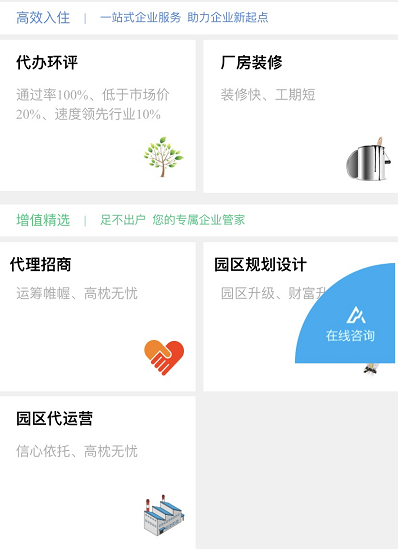 高效入住 | 一站式企业服务 助力企业新起点
代办环评
通过率100%、低于市场价
20%、速度领先行业10%
厂房装修
装修快、工期短
增值精选 | 足不出户 您的专属企业管家
代理招商
运筹帷幄、高枕无忧
园区规划设计
园区升级、财富升
在线咨询
园区代运营
信心依托、高枕无忧